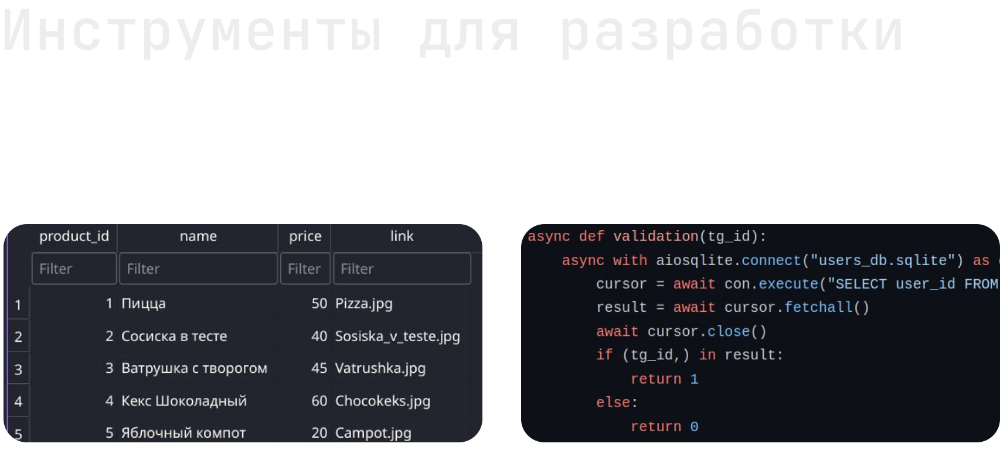 Инструменты для разработки
product_id name price link
Filter Filter Filter Filter
1 1 Пицца 50 Pizza.jpg
2 2 Сосиска в тесте 40 Sosiska_v_teste.jpg
3 3 Ватрушка с творогом 45 Vatrushka.jpg
4 4 Кекс Шоколадный 60 Chocokeks.jpg
5 5 Яблочный компот 20 Campot.jpg
async def validation(tg_id):
async with aiosqlite.connect("users_db.sqlite") as
cursor = await con.execute("SELECT user_id FROM
result = await cursor.fetchall()
await cursor.close()
if (tg_id,) in result:
return 1
else:
return 0